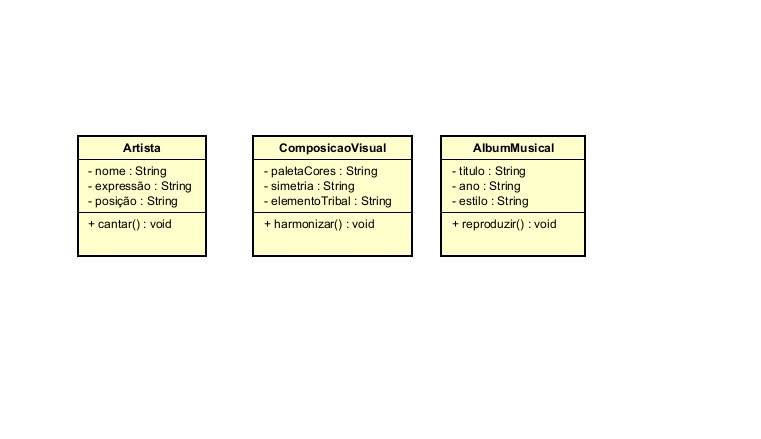 Artista
- nome : String
- expressão : String
- posição : String
+ cantar() : void
ComposicaoVisual
- paletaCores : String
- simetria : String
- elementoTribal : String
+ harmonizar() : void
AlbumMusical
- titulo : String
- ano : String
- estilo : String
+ reproduzir() : void